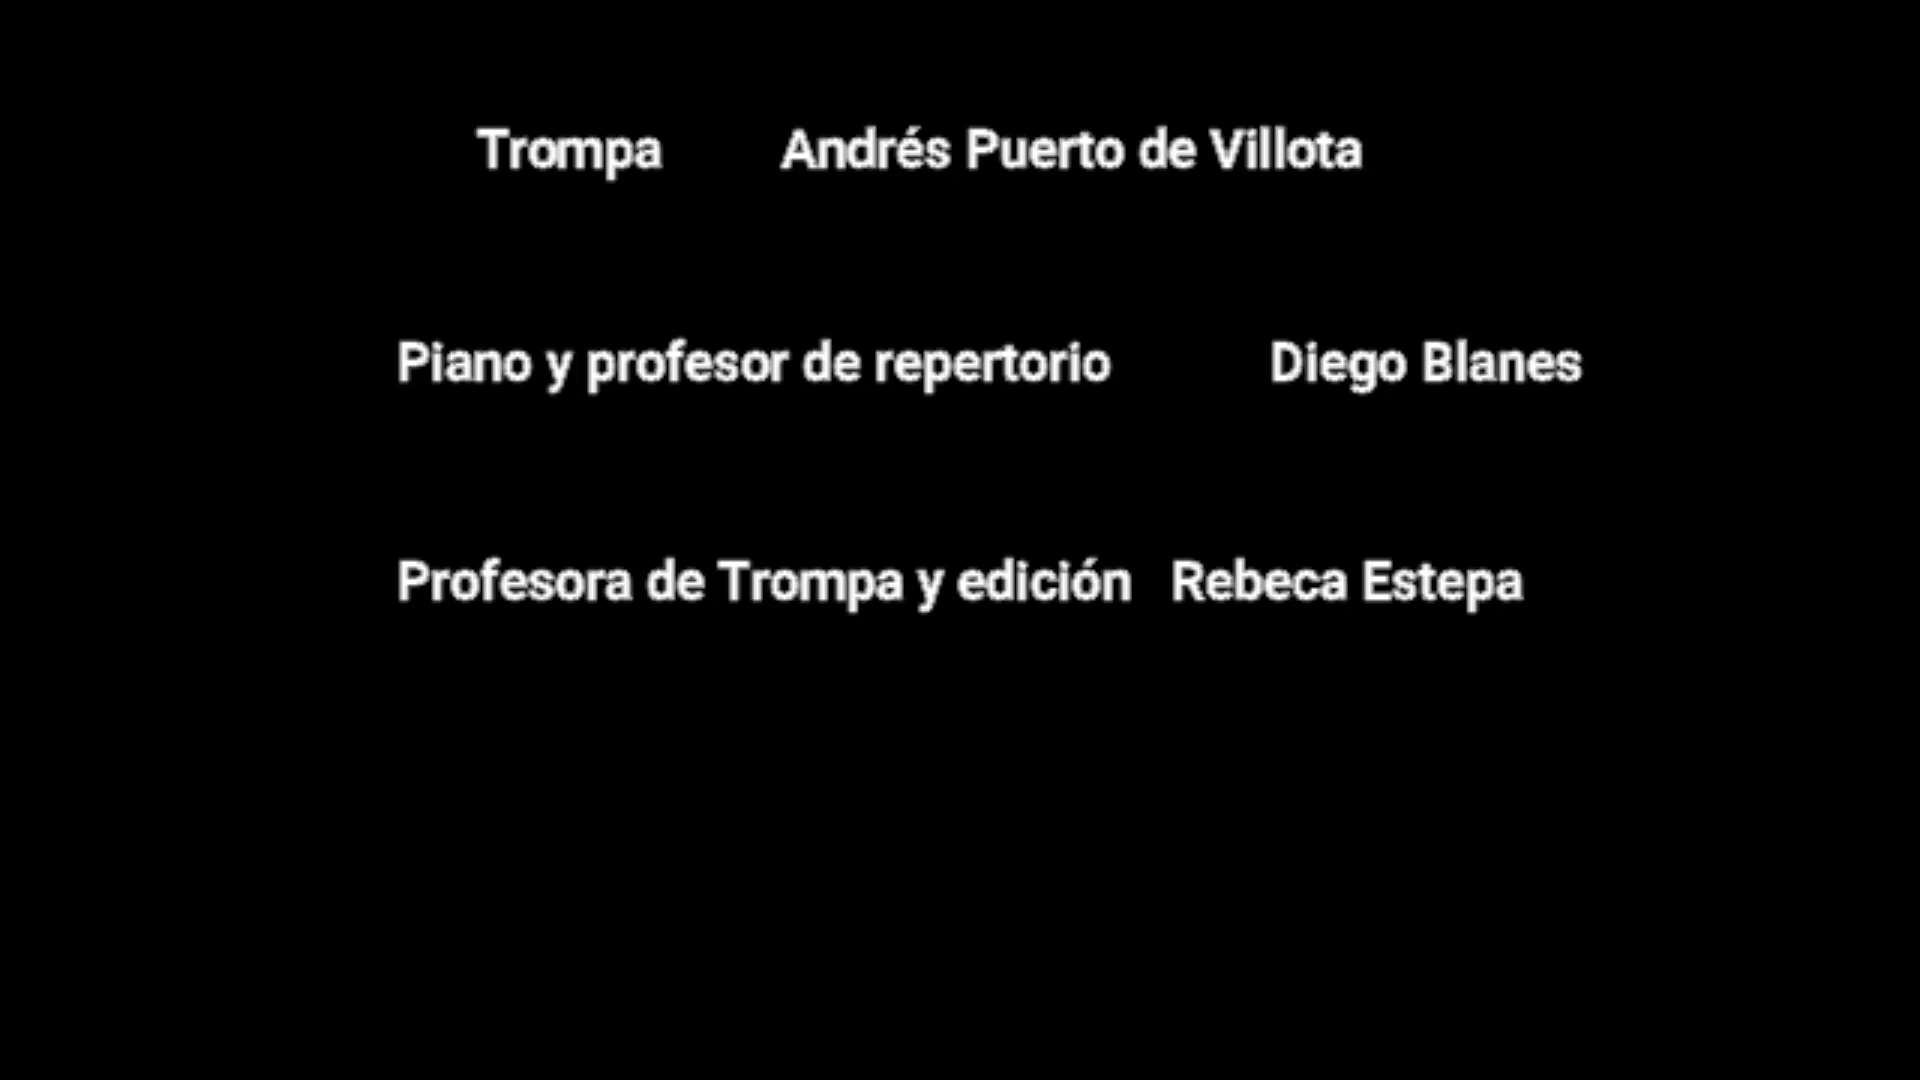 Trompa Andrés Puerto de Villota
Piano y profesor de repertorio Diego Blanes
Profesora de Trompa y edición Rebeca Estepa